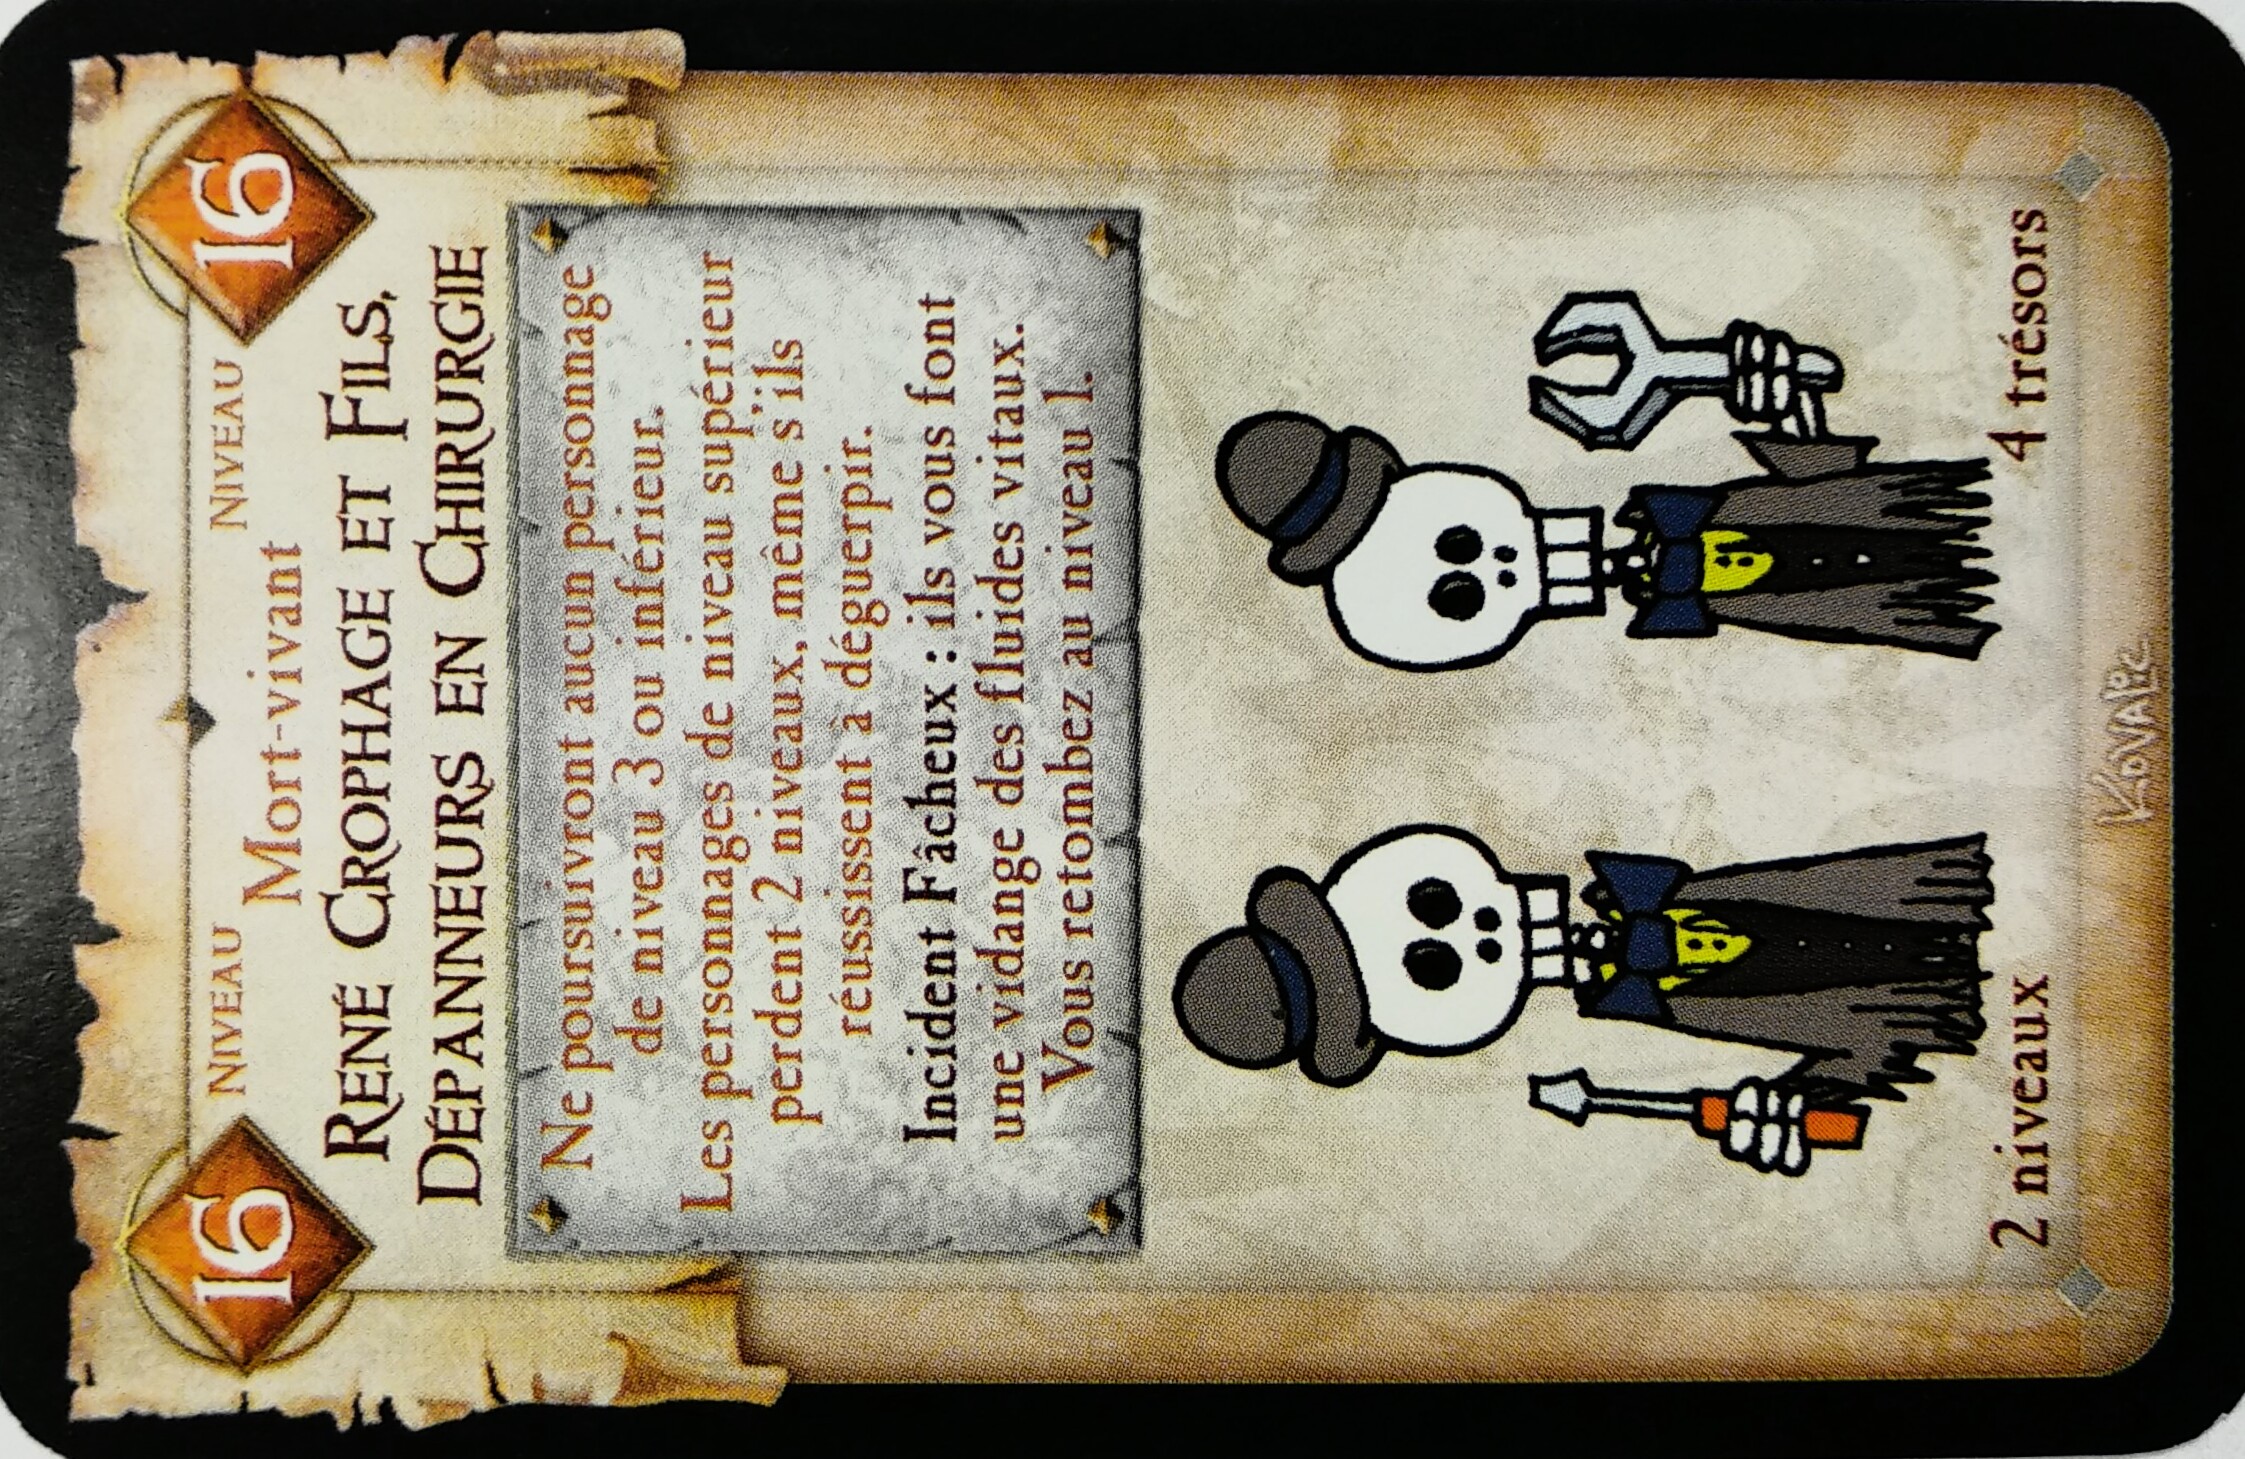 16 NIVEAU NIVEAU 16
Mort-vivant
RENÉ CROPHAGE ET FILS,
DÉPANNEURS EN CHIRURGIE
Ne poursuivront aucun personnage
de niveau 3 ou inférieur.
Les personnages de niveau supérieur
perdent 2 niveaux, même s'ils
réussissent à déguerpir.
Incident Fâcheux : ils vous font
une vidange des fluides vitaux.
Vous retombez au niveau 1.
2 niveaux 4 trésors
KOVALIC